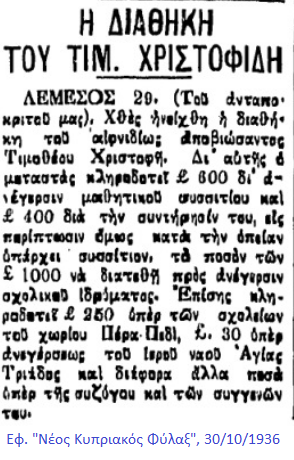 Η ΔΙΑΘΗΚΗ
ΤΟΥ ΤΙΜ. ΧΡΙΣΤΟΦΙΔΗ
ΛΕΜΕΣΟΣ 29. (Τοῦ ἀνταπο-
κριτοῦ μας). Χθὲς ἠνείχθη ἡ διαθή-
κη τοῦ αἰφνιδίως ἀποβιώσαντος
Τιμοθέου Χριστοφῆ. Δι' αὐτῆς ὁ
μεταστὰς κληροδοτεῖ £ 600 δι' ἀ-
νέγερσιν μαθητικοῦ συσσιτίου καὶ
£ 400 διὰ τὴν συντήρησίν του, εἰς
περίπτωσιν ὅμως κατὰ τὴν ὁποίαν
ὑπάρχει συσσίτιον. τὸ ποσὸν τῶν
£ 1000 νὰ διατεθῇ πρὸς ἀνέγερσιν
σχολικοῦ ἱδρύματος. Ἐπίσης κλη-
ροδοτεῖ £ 250 ὑπὲρ τῶν σχολείων
τοῦ χωρίου Πέρα-Πεδί, £. 30 ὑπὲρ
ἀνεγέρσεως τοῦ ἱεροῦ ναοῦ Ἁγίας
Τριάδος καὶ διάφορα ἄλλα ποσὰ
ὑπὲρ τῆς συζύγου καὶ τῶν συγγενῶν
του.
Εφ. "Νέος Κυπριακός Φύλαξ", 30/10/1936